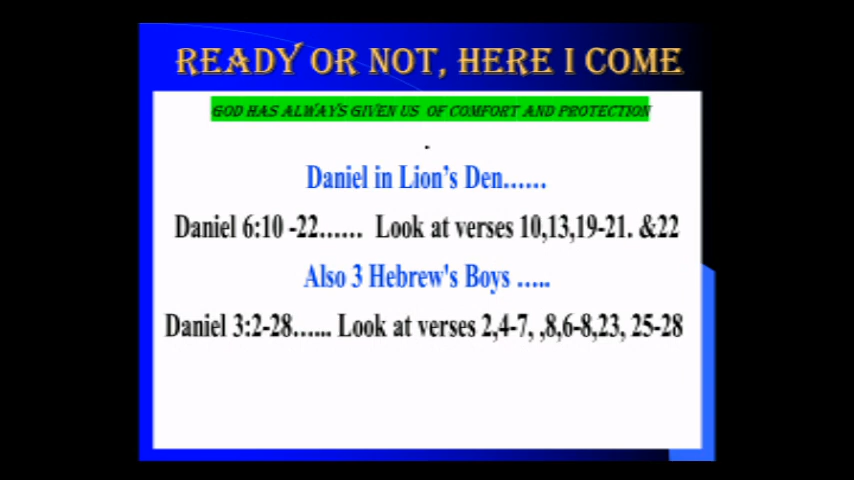 READY OR NOT, HERE I COME
GOD HAS ALWAYS GIVEN US OF COMFORT AND PROTECTION
.
Daniel in Lion's Den......
Daniel 6:10 -22...... Look at verses 10,13,19-21. &22
Also 3 Hebrew's Boys .....
Daniel 3:2-28...... Look at verses 2,4-7, ,8,6-8,23, 25-28